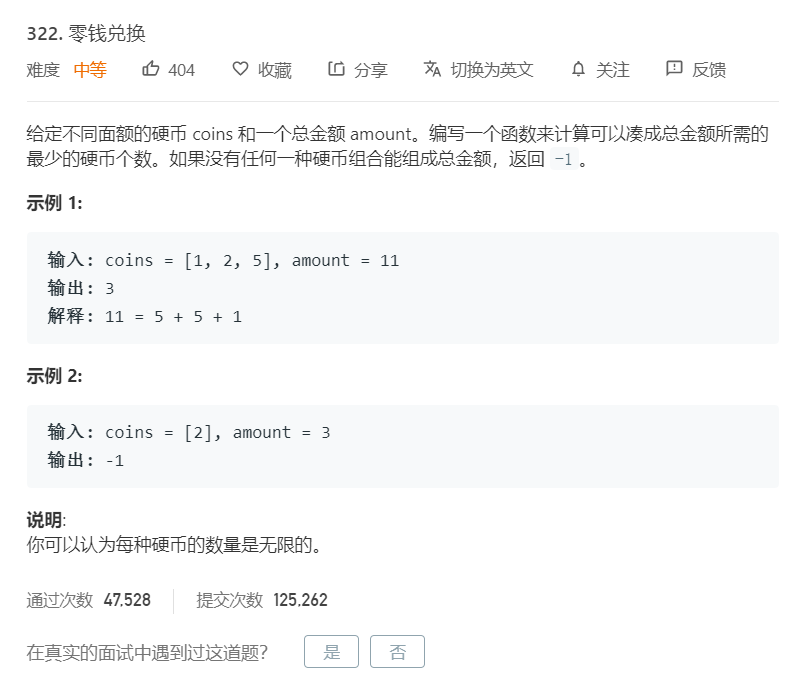 322. 零钱兑换
难度 中等 404 收藏 分享 切换为英文 关注 反馈
给定不同面额的硬币 coins 和一个总金额 amount。编写一个函数来计算可以凑成总金额所需的
最少的硬币个数。如果没有任何一种硬币组合能组成总金额，返回 -1 。
示例 1:
输入: coins = [1, 2, 5], amount = 11
输出: 3
解释: 11 = 5 + 5 + 1
示例 2:
输入: coins = [2], amount = 3
输出: -1
说明:
你可以认为每种硬币的数量是无限的。
通过次数 47,528 提交次数 125,262
在真实的面试中遇到过这道题? 是 否